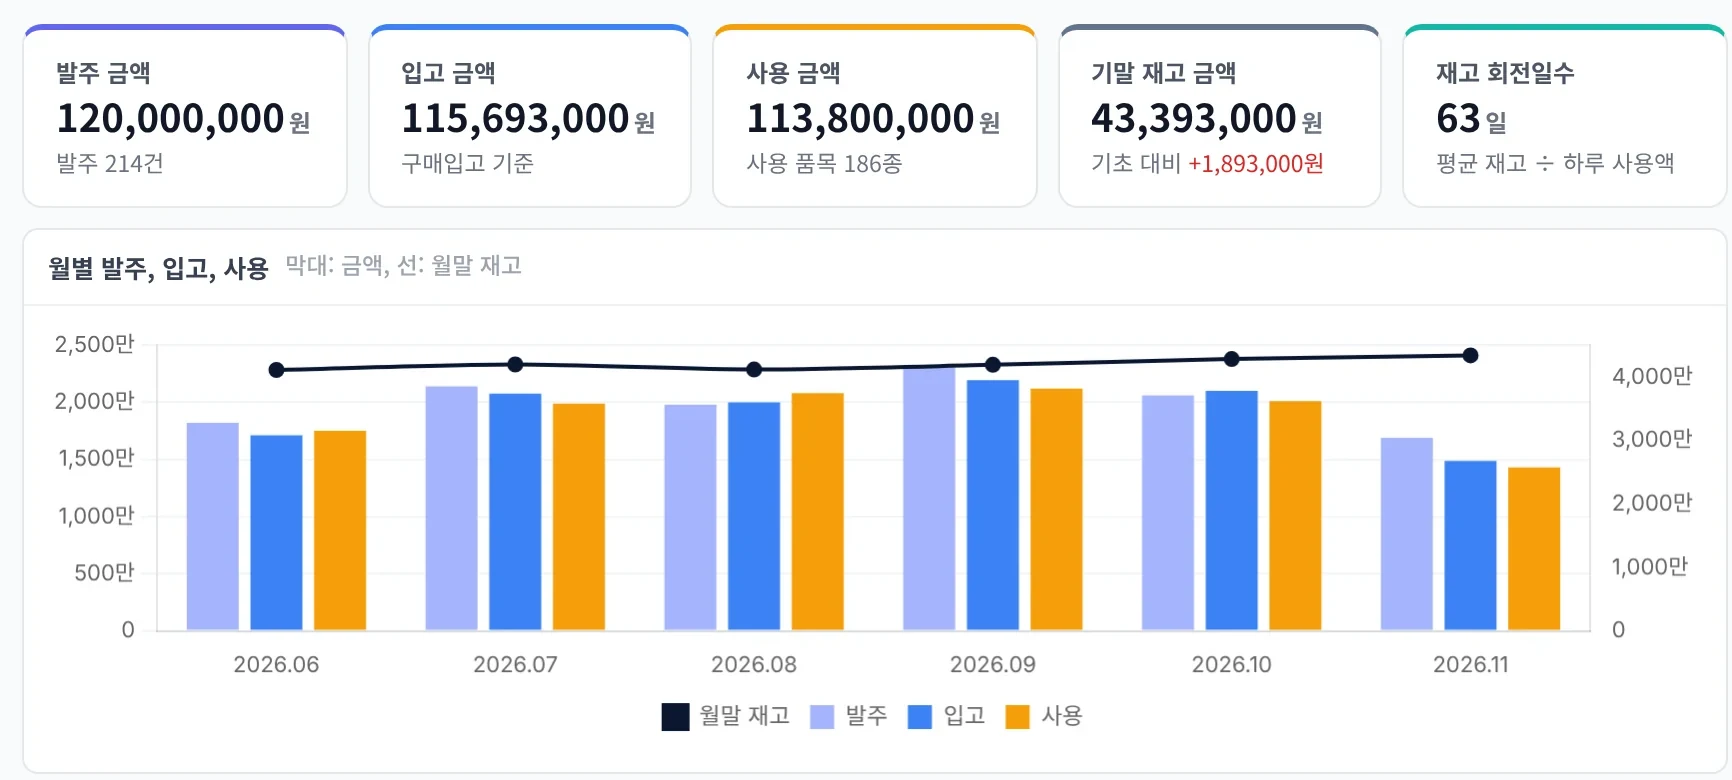 발주 금액
120,000,000원
발주 214건
입고 금액
115,693,000원
구매입고 기준
사용 금액
113,800,000원
사용 품목 186종
기말 재고 금액
43,393,000원
기초 대비 +1,893,000원
재고 회전일수
63일
평균 재고 ÷ 하루 사용액
월별 발주, 입고, 사용 막대: 금액, 선: 월말 재고
2,500만
2,000만
1,500만
1,000만
500만
0
4,000만
3,000만
2,000만
1,000만
0
2026.06 2026.07 2026.08 2026.09 2026.10 2026.11
월말 재고 발주 입고 사용